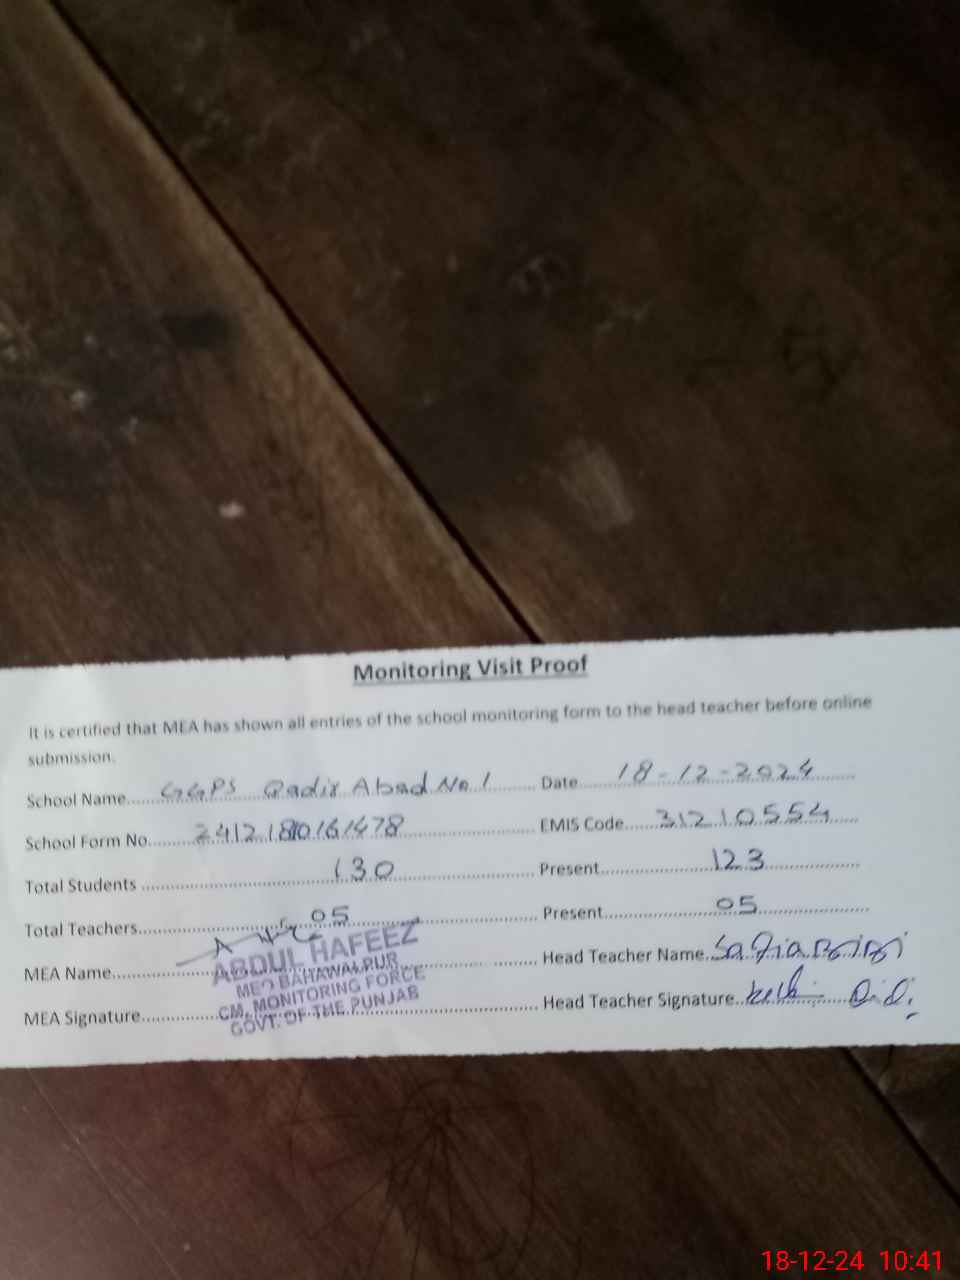 Monitoring Visit Proof
It is certified that MEA has shown all entries of the school monitoring form to the head teacher before online
submission.
School Name......GGPS Qadir Abad No.1...... Date......18-12-2024......
School Form No......................... EMIS Code......31210554......
Total Students ......130...... Present......123......
Total Teachers......05...... Present......05......
MEA Name......ABDUL HAFEEZ...... Head Teacher Name..Safia Bibi
MEO BAHAWALPUR
MEA Signature......CM, MONITORING FORCE...... Head Teacher Signature..
GOVT. OF THE PUNJAB
18-12-24 10:41